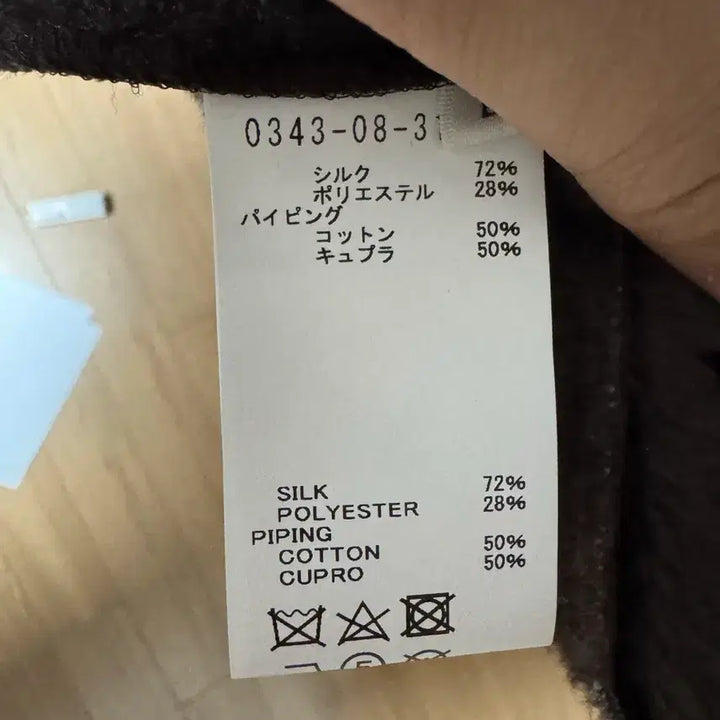 0343-08-3
シルク 72%
ポリエステル 28%
パイピング
コットン 50%
キュプラ 50%
SILK 72%
POLYESTER 28%
PIPING
COTTON 50%
CUPRO 50%